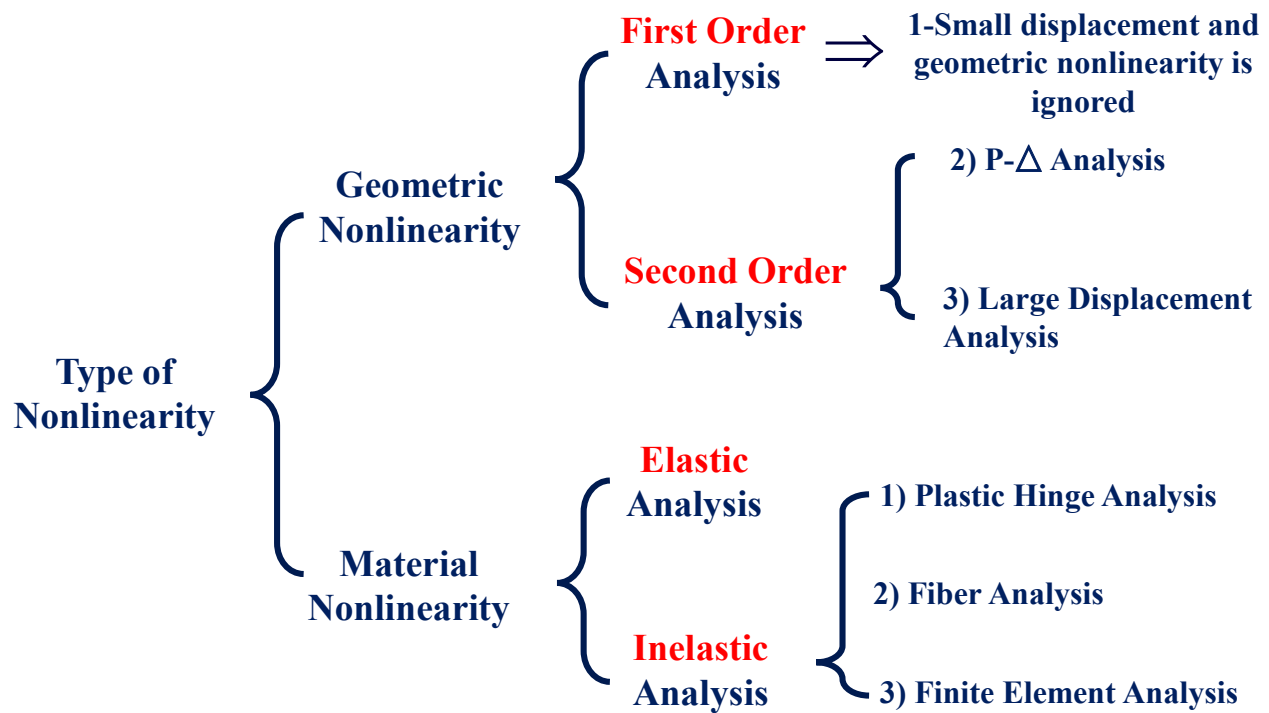 Type of
Nonlinearity
Geometric
Nonlinearity
First Order
Analysis
1-Small displacement and
geometric nonlinearity is
ignored
Second Order
Analysis
2) P-△ Analysis
3) Large Displacement
Analysis
Material
Nonlinearity
Elastic
Analysis
Inelastic
Analysis
1) Plastic Hinge Analysis
2) Fiber Analysis
3) Finite Element Analysis